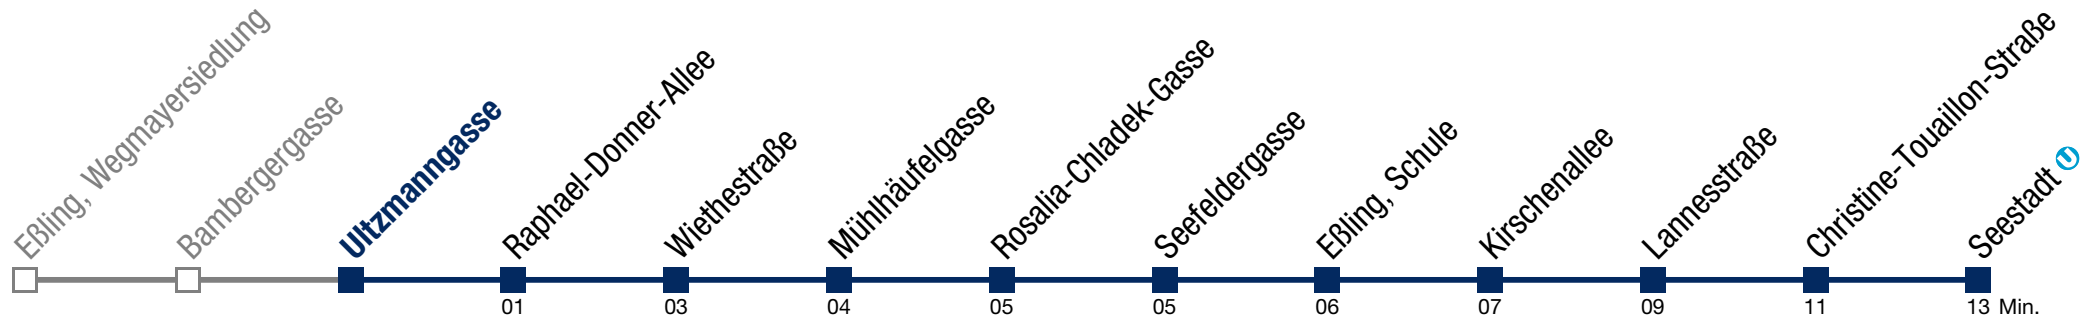 Eßling, Wegmayersiedlung
Bambergergasse
Ultzmanngasse
Raphael-Donner-Allee
Wiethestraße
Mühlhäufelgasse
Rosalia-Chladek-Gasse
Seefeldergasse
Eßling, Schule
Kirschenallee
Lannesstraße
Christine-Touaillon-Straße
Seestadt U
01 03 04 05 05 06 07 09 11 13 Min.